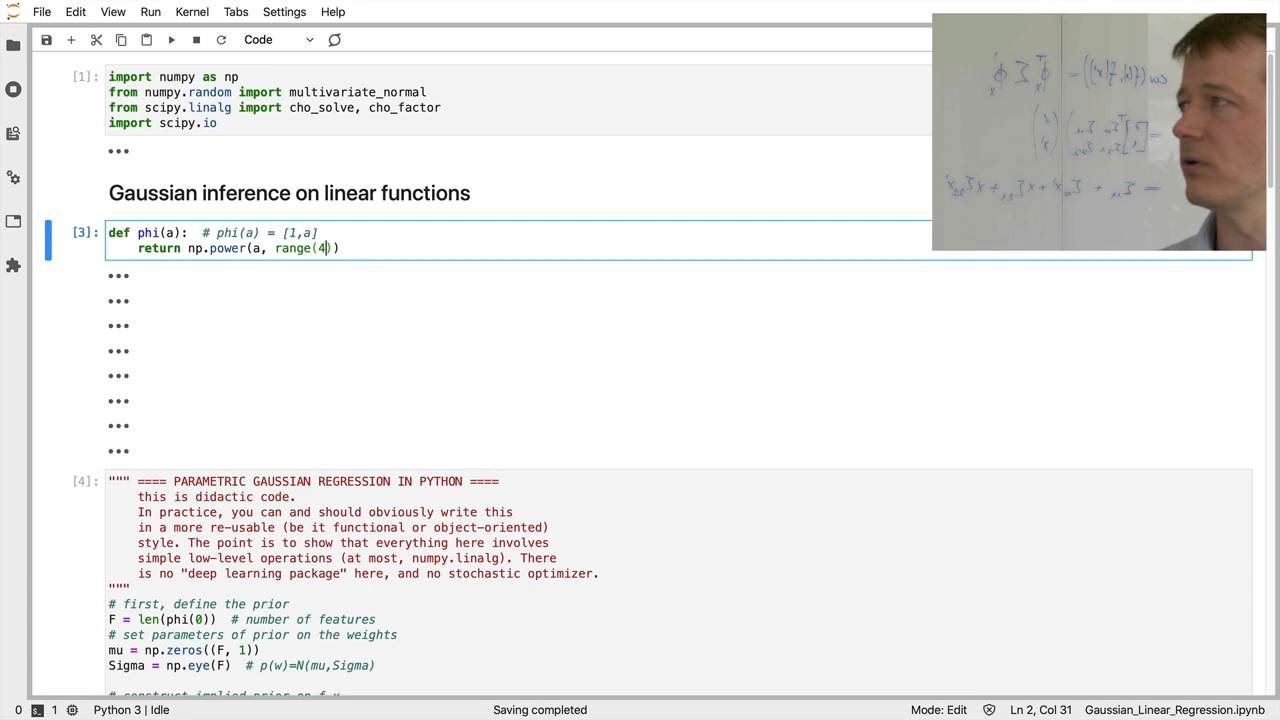 File Edit View Run Kernel Tabs Settings Help
Code
[1]: import numpy as np
from numpy.random import multivariate_normal
from scipy.linalg import cho_solve, cho_factor
import scipy.io
Gaussian inference on linear functions
[3]: def phi(a):  # phi(a) = [1,a]
return np.power(a, range(4))
[4]: """ ==== PARAMETRIC GAUSSIAN REGRESSION IN PYTHON ====
this is didactic code.
In practice, you can and should obviously write this
in a more re-usable (be it functional or object-oriented)
style. The point is to show that everything here involves
simple low-level operations (at most, numpy.linalg). There
is no "deep learning package" here, and no stochastic optimizer.
"""
# first, define the prior
F = len(phi(0))  # number of features
# set parameters of prior on the weights
mu = np.zeros((F, 1))
Sigma = np.eye(F)  # p(w)=N(mu,Sigma)
# construct implied prior on f_x
0 1 Python 3 | Idle Saving completed Mode: Edit Ln 2, Col 31 Gaussian_Linear_Regression.ipynb